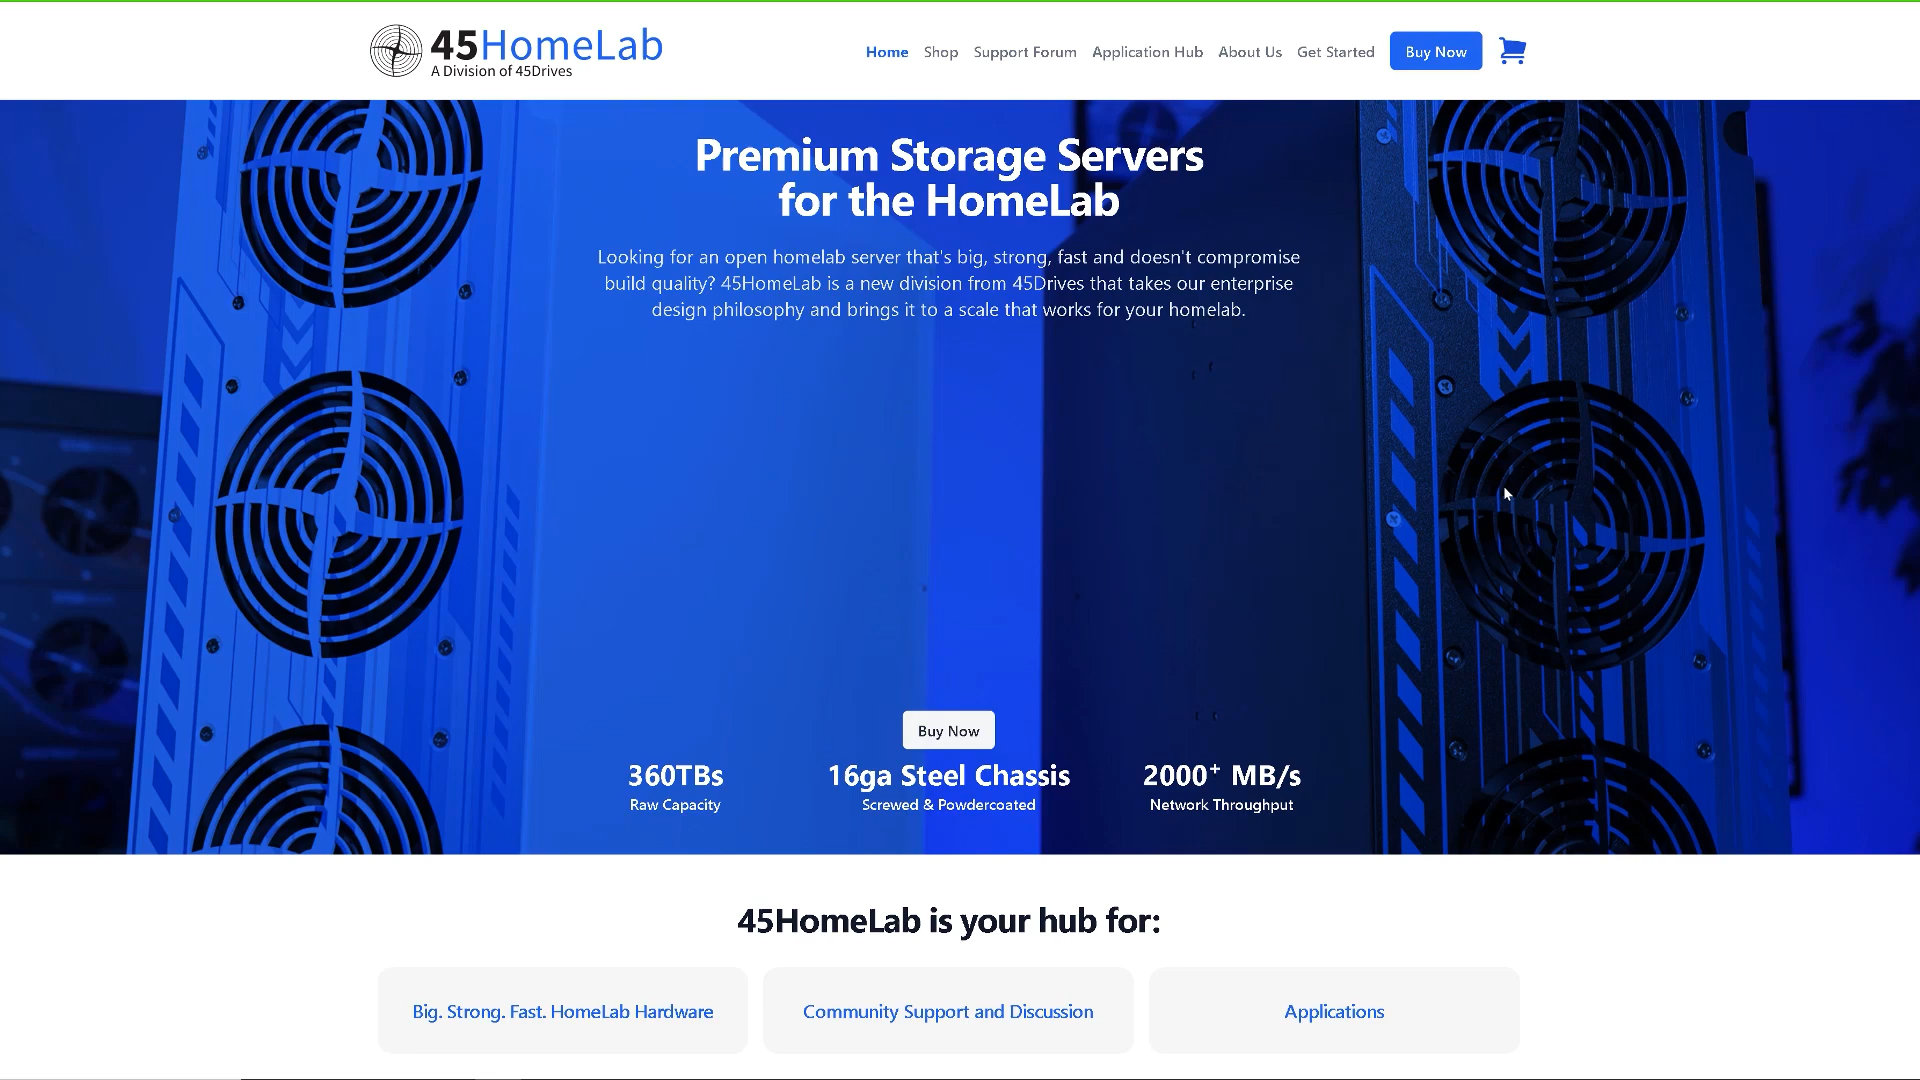 45HomeLab
A Division of 45Drives
Home Shop Support Forum Application Hub About Us Get Started Buy Now
Premium Storage Servers
for the HomeLab
Looking for an open homelab server that's big, strong, fast and doesn't compromise
build quality? 45HomeLab is a new division from 45Drives that takes our enterprise
design philosophy and brings it to a scale that works for your homelab.
Buy Now
360TBs
Raw Capacity
16ga Steel Chassis
Screwed & Powdercoated
2000⁺ MB/s
Network Throughput
45HomeLab is your hub for:
Big. Strong. Fast. HomeLab Hardware
Community Support and Discussion
Applications